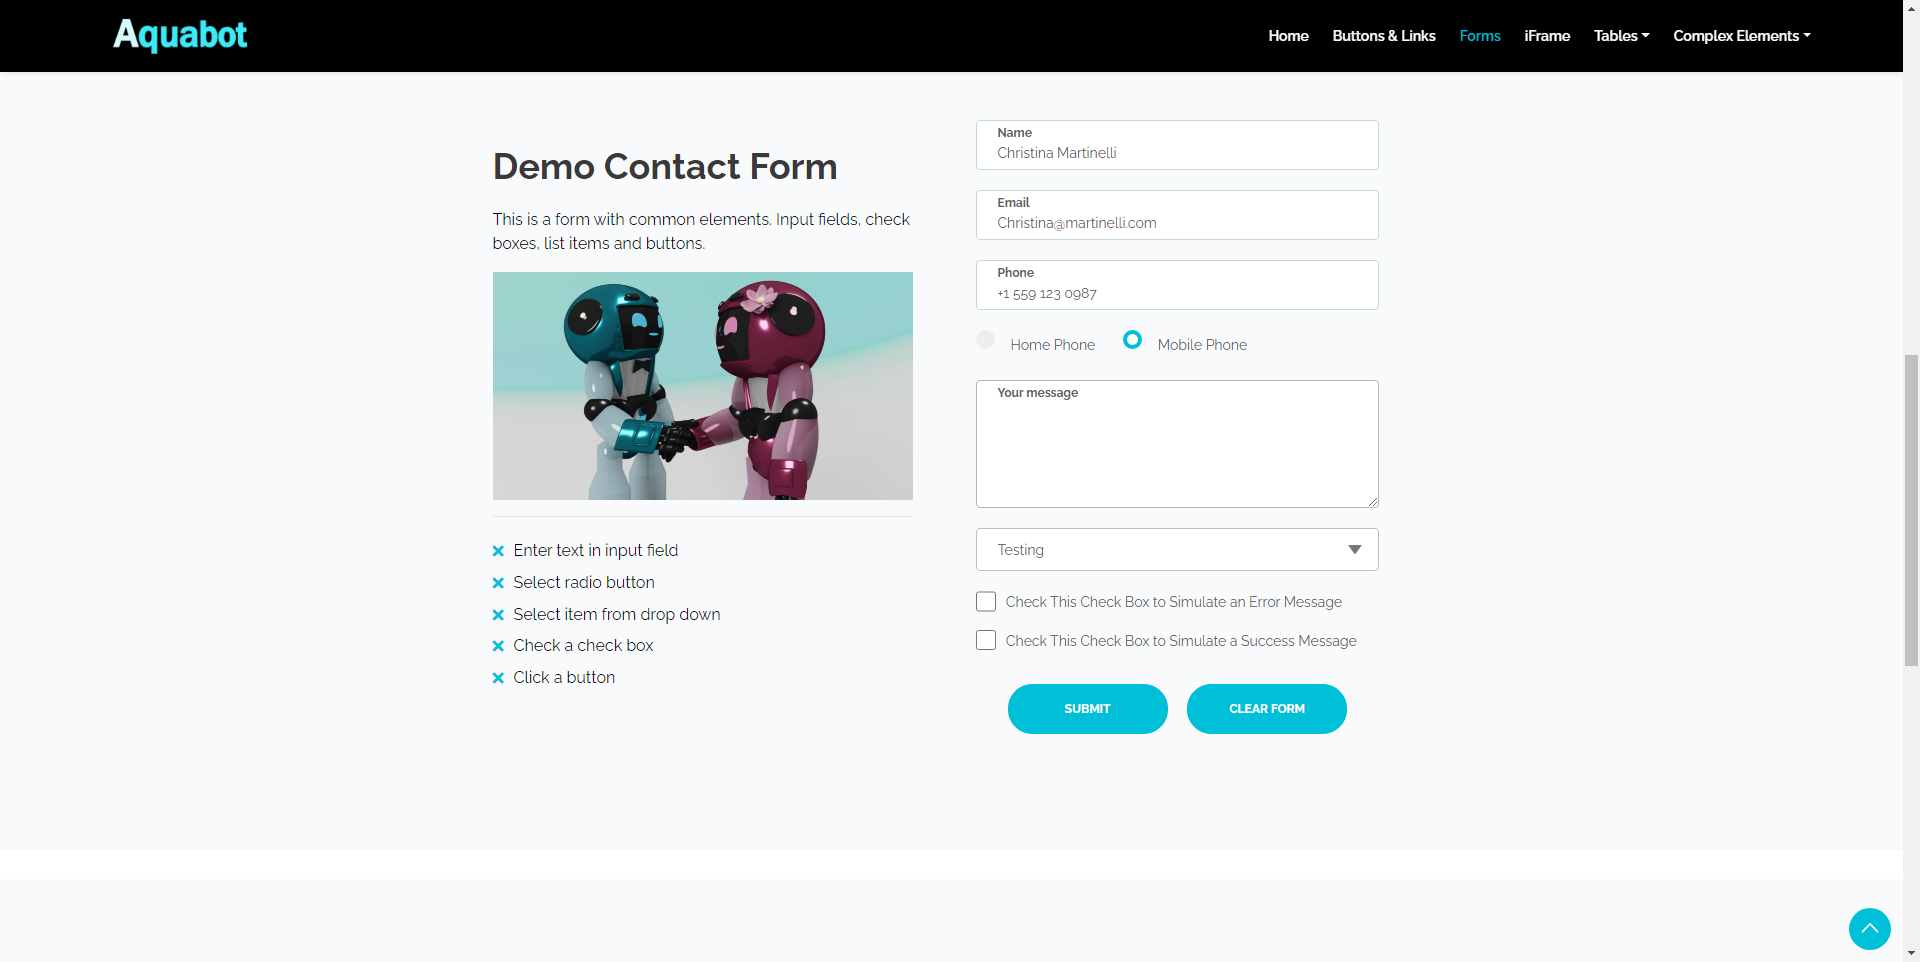 Aquabot
Home Buttons & Links Forms iFrame Tables Complex Elements
Demo Contact Form
This is a form with common elements. Input fields, check
boxes, list items and buttons.
Enter text in input field
Select radio button
Select item from drop down
Check a check box
Click a button
Name
Christina Martinelli
Email
Christina@martinelli.com
Phone
+1 559 123 0987
Home Phone Mobile Phone
Your message
Testing
Check This Check Box to Simulate an Error Message
Check This Check Box to Simulate a Success Message
SUBMIT CLEAR FORM